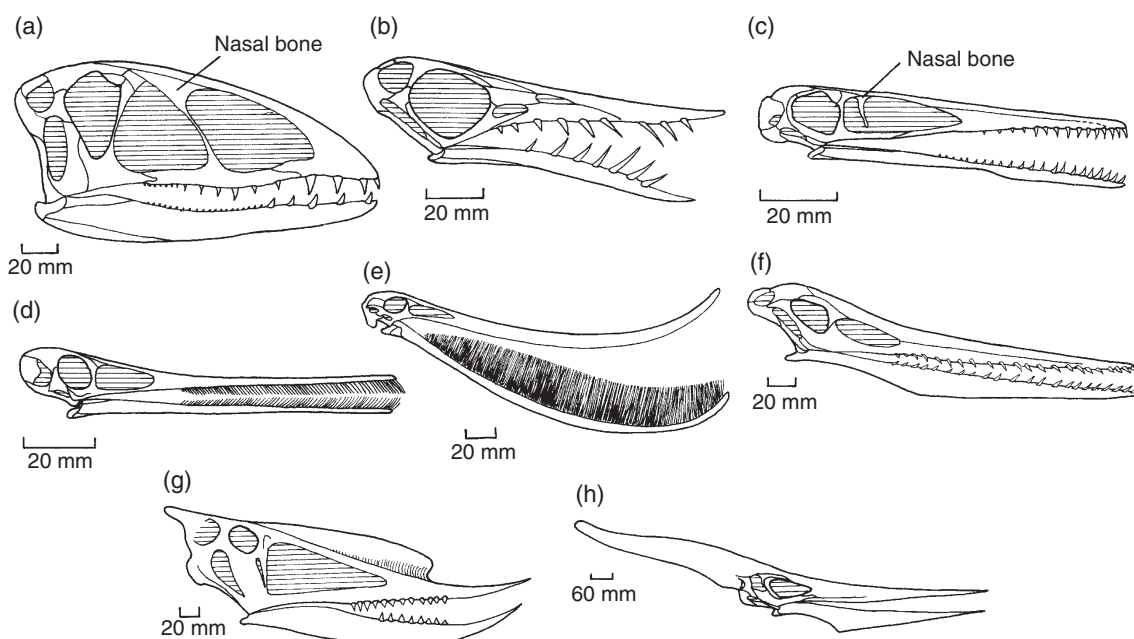 (a)
Nasal bone
20 mm
(b)
20 mm
(c)
Nasal bone
20 mm
(d)
20 mm
(e)
20 mm
(f)
20 mm
(g)
20 mm
(h)
60 mm